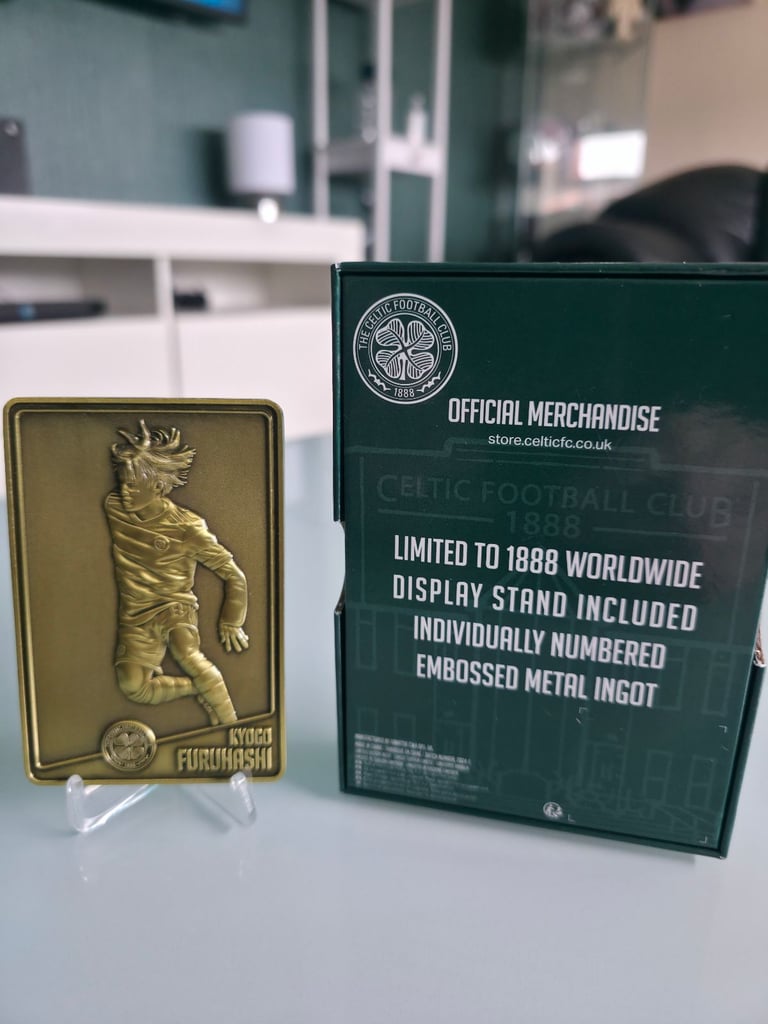 KYOGO
FURUHASHI
THE CELTIC FOOTBALL CLUB
1888
OFFICIAL MERCHANDISE
store.celticfc.co.uk
CELTIC FOOTBALL CLUB
1888
LIMITED TO 1888 WORLDWIDE
DISPLAY STAND INCLUDED
INDIVIDUALLY NUMBERED
EMBOSSED METAL INGOT